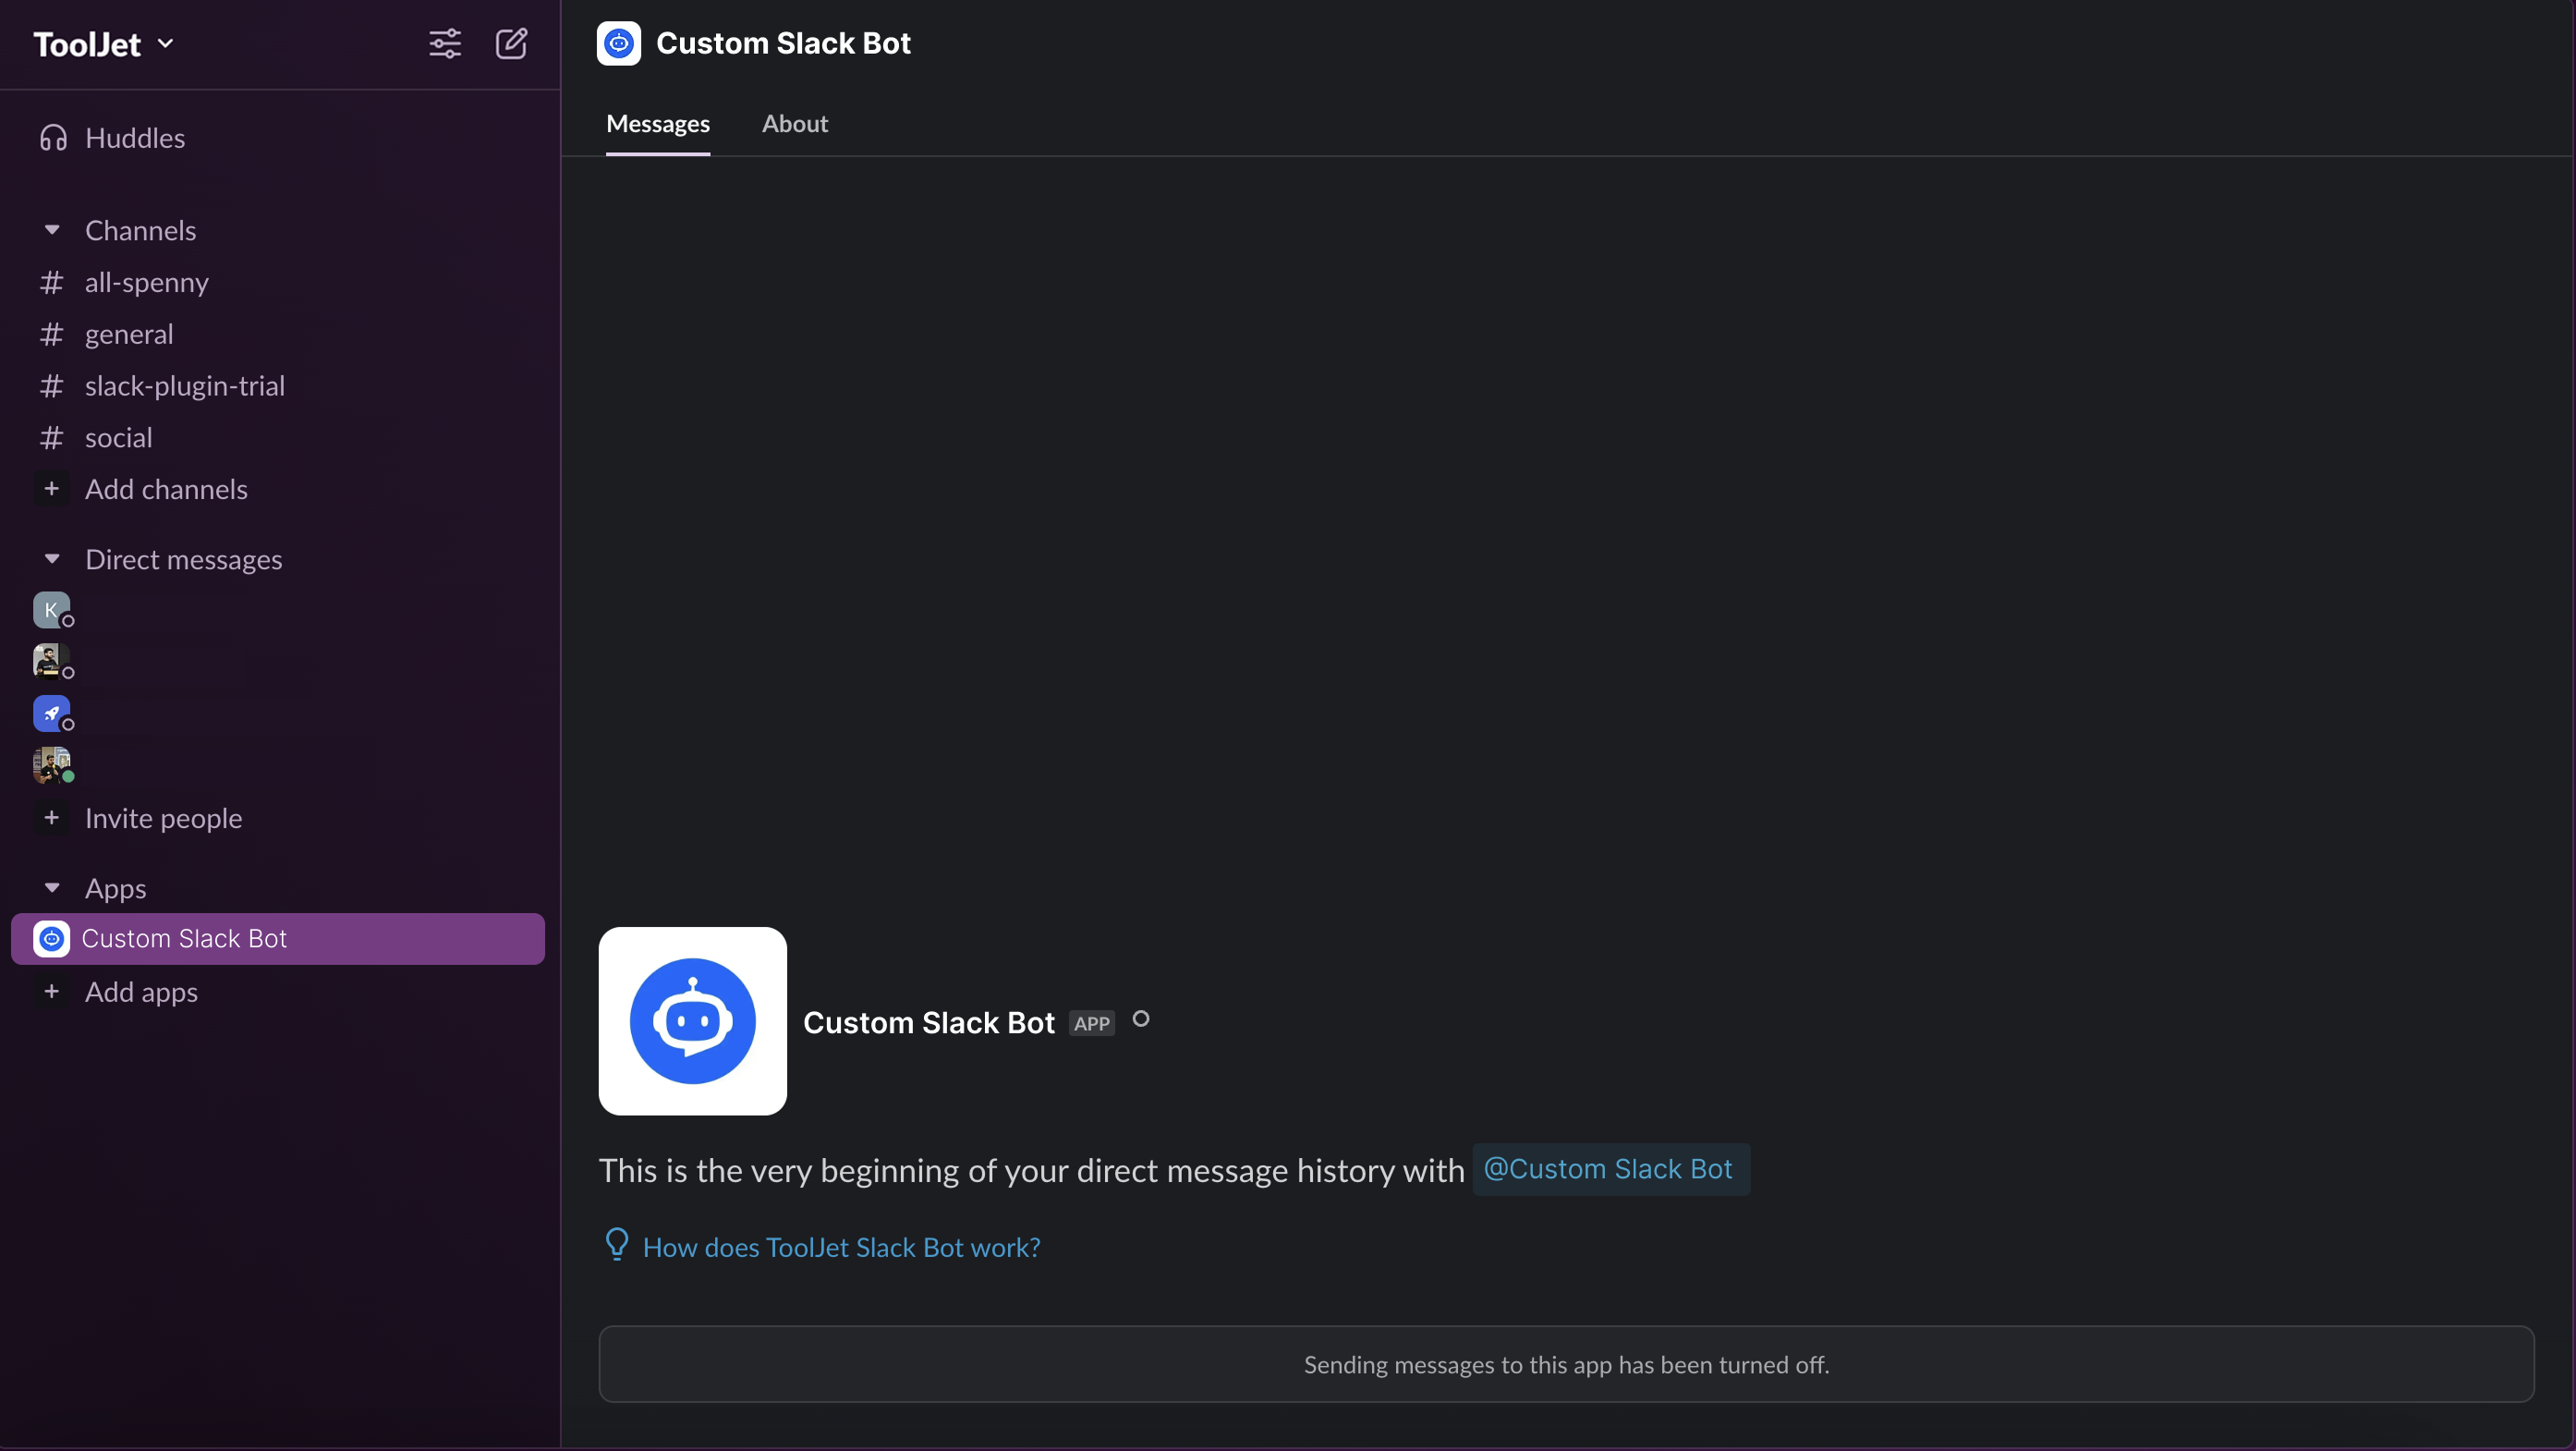 ToolJet
Huddles
Channels
# all-spenny
# general
# slack-plugin-trial
# social
+ Add channels
Direct messages
K
+ Invite people
Apps
Custom Slack Bot
+ Add apps
Custom Slack Bot
Messages About
Custom Slack Bot APP
This is the very beginning of your direct message history with @Custom Slack Bot
How does ToolJet Slack Bot work?
Sending messages to this app has been turned off.